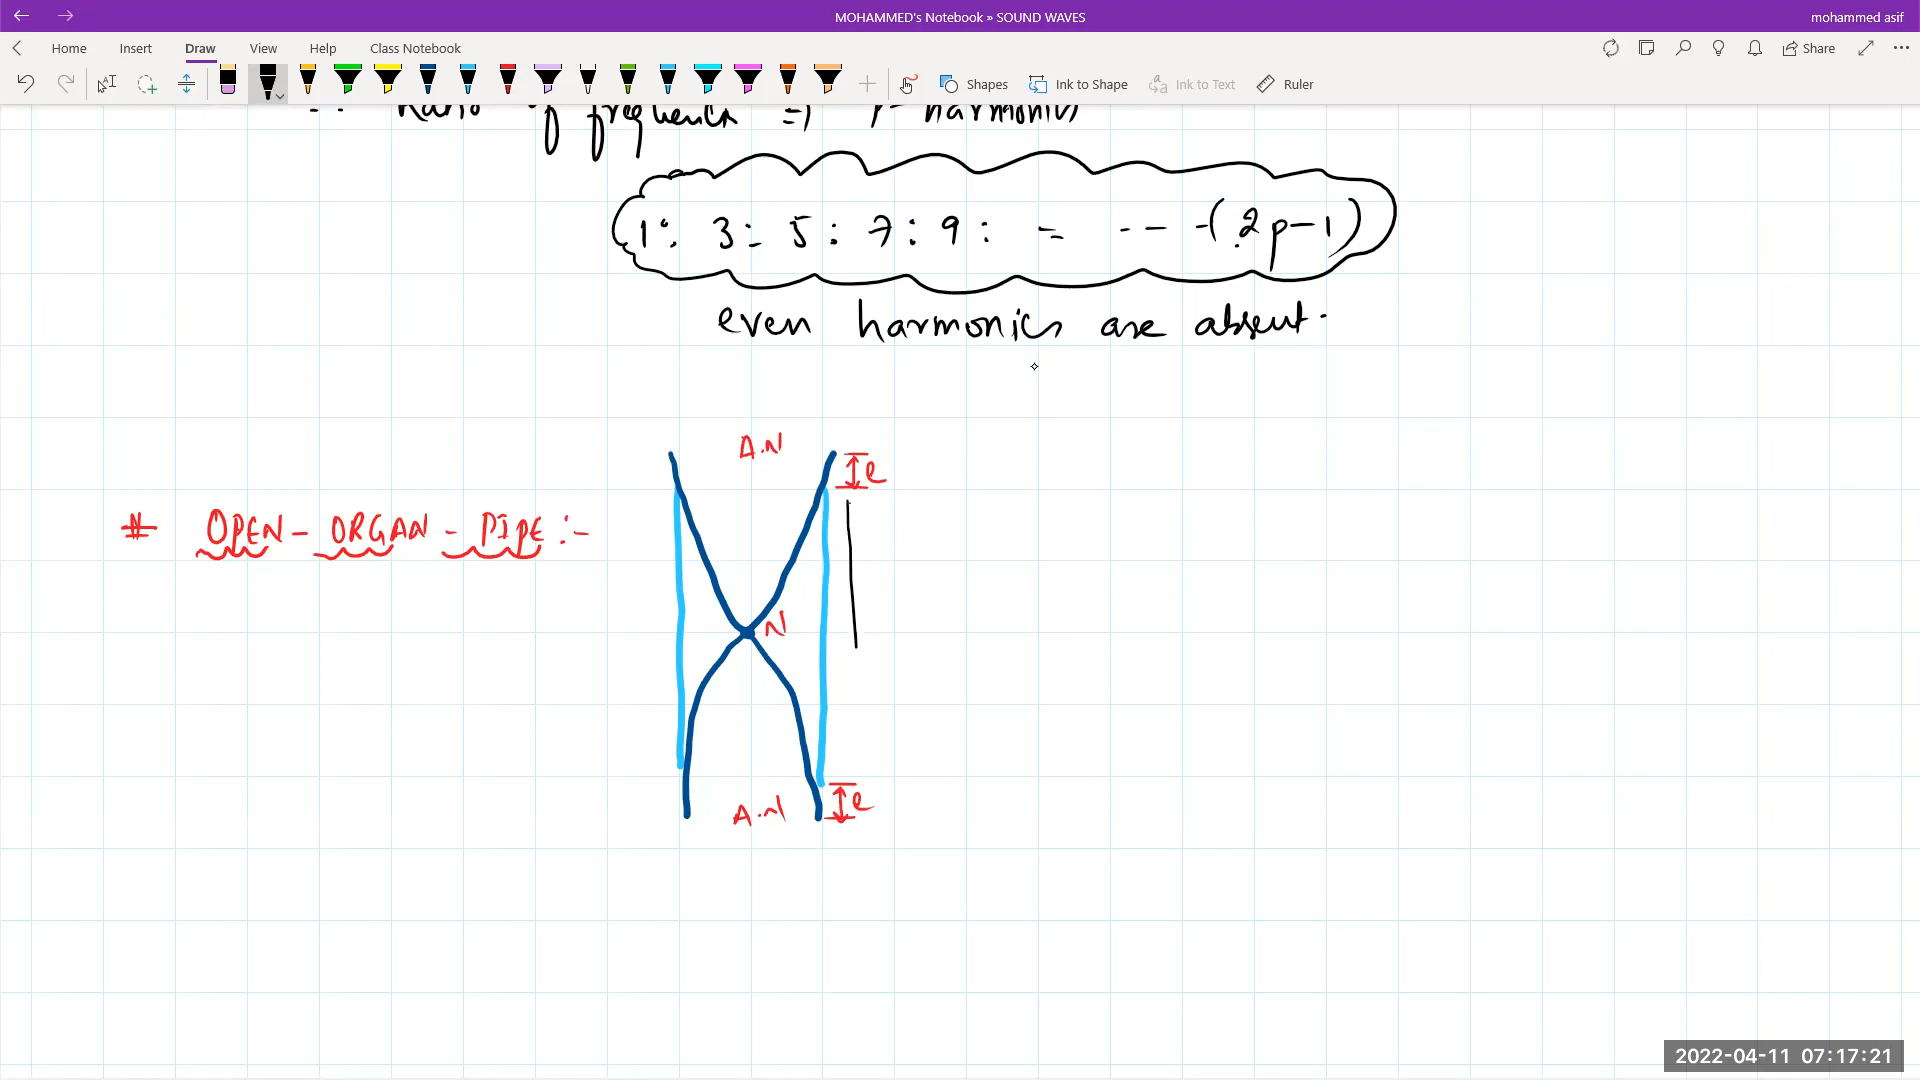 MOHAMMED's Notebook » SOUND WAVES
mohammed asif
Home Insert Draw View Help Class Notebook
Share
Shapes Ink to Shape Ink to Text Ruler
Ratio of frequencies => P-harmonics
1 : 3 : 5 : 7 : 9 : = -- -(2p-1)
even harmonics are absent.
A.N
e
# OPEN - ORGAN - PIPE :-
N
A.N
e
2022-04-11 07:17:21